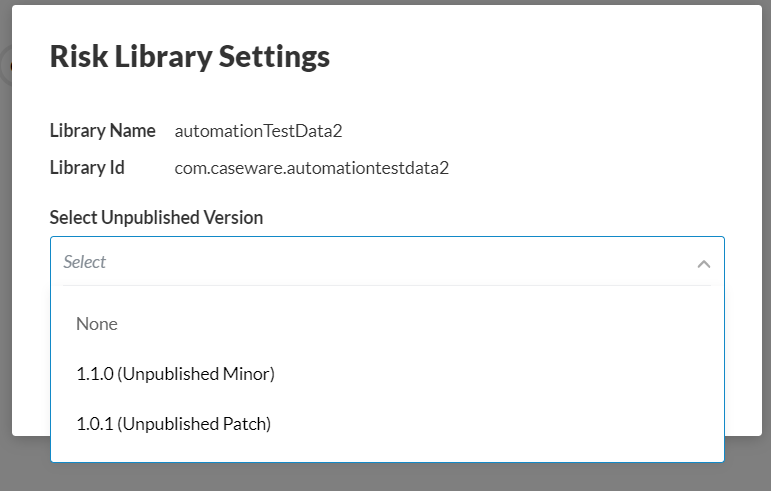 Risk Library Settings
Library Name automationTestData2
Library Id com.caseware.automationtestdata2
Select Unpublished Version
Select
None
1.1.0 (Unpublished Minor)
1.0.1 (Unpublished Patch)